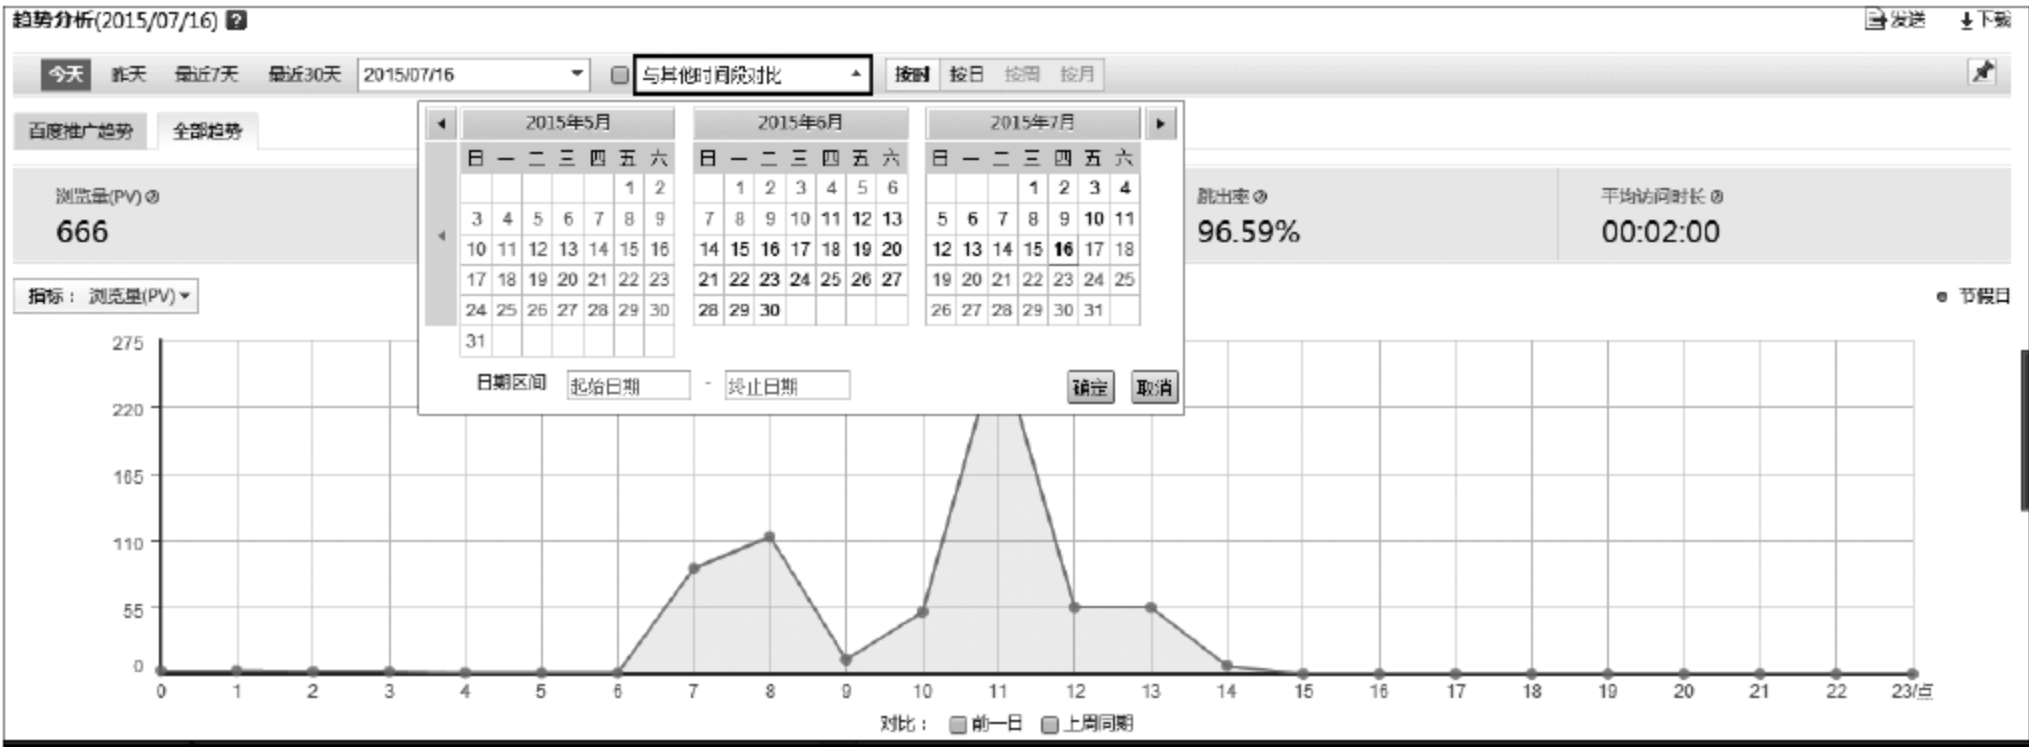 趋势分析(2015/07/16) ?
发送 下载
今天 昨天 最近7天 最近30天 2015/07/16 与其他时间段对比 按时 按日 按周 按月
百度推广趋势 全部趋势
2015年5月 2015年6月 2015年7月
日 一 二 三 四 五 六 日 一 二 三 四 五 六 日 一 二 三 四 五 六
1 2 1 2 3 4 5 6 1 2 3 4
3 4 5 6 7 8 9 7 8 9 10 11 12 13 5 6 7 8 9 10 11
10 11 12 13 14 15 16 14 15 16 17 18 19 20 12 13 14 15 16 17 18
17 18 19 20 21 22 23 21 22 23 24 25 26 27 19 20 21 22 23 24 25
24 25 26 27 28 29 30 28 29 30 26 27 28 29 30 31
31
日期区间 起始日期 - 终止日期 确定 取消
浏览量(PV) 跳出率 平均访问时长
666 96.59% 00:02:00
指标： 浏览量(PV) 节假日
275
220
165
110
55
0
0 1 2 3 4 5 6 7 8 9 10 11 12 13 14 15 16 17 18 19 20 21 22 23/点
对比： 前一日 上周同期